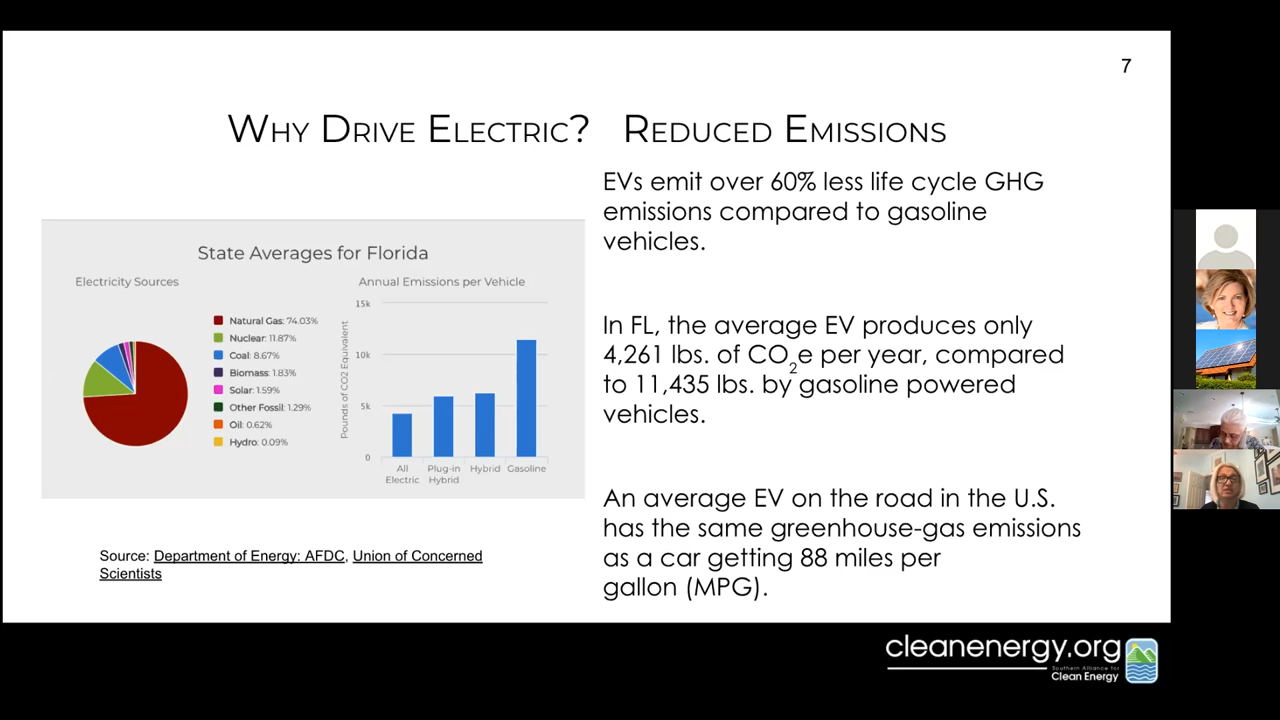 7
Why Drive Electric? Reduced Emissions
EVs emit over 60% less life cycle GHG
emissions compared to gasoline
vehicles.
In FL, the average EV produces only
4,261 lbs. of CO2e per year, compared
to 11,435 lbs. by gasoline powered
vehicles.
An average EV on the road in the U.S.
has the same greenhouse-gas emissions
as a car getting 88 miles per
gallon (MPG).
State Averages for Florida
Electricity Sources
Natural Gas: 74.03%
Nuclear: 11.87%
Coal: 8.67%
Biomass: 1.83%
Solar: 1.59%
Other Fossil: 1.29%
Oil: 0.62%
Hydro: 0.09%
Annual Emissions per Vehicle
Pounds of CO2 Equivalent
15k
10k
5k
0
All
Electric
Plug-in
Hybrid
Hybrid
Gasoline
Source: Department of Energy: AFDC, Union of Concerned
Scientists
cleanenergy.org
Southern Alliance for
Clean Energy